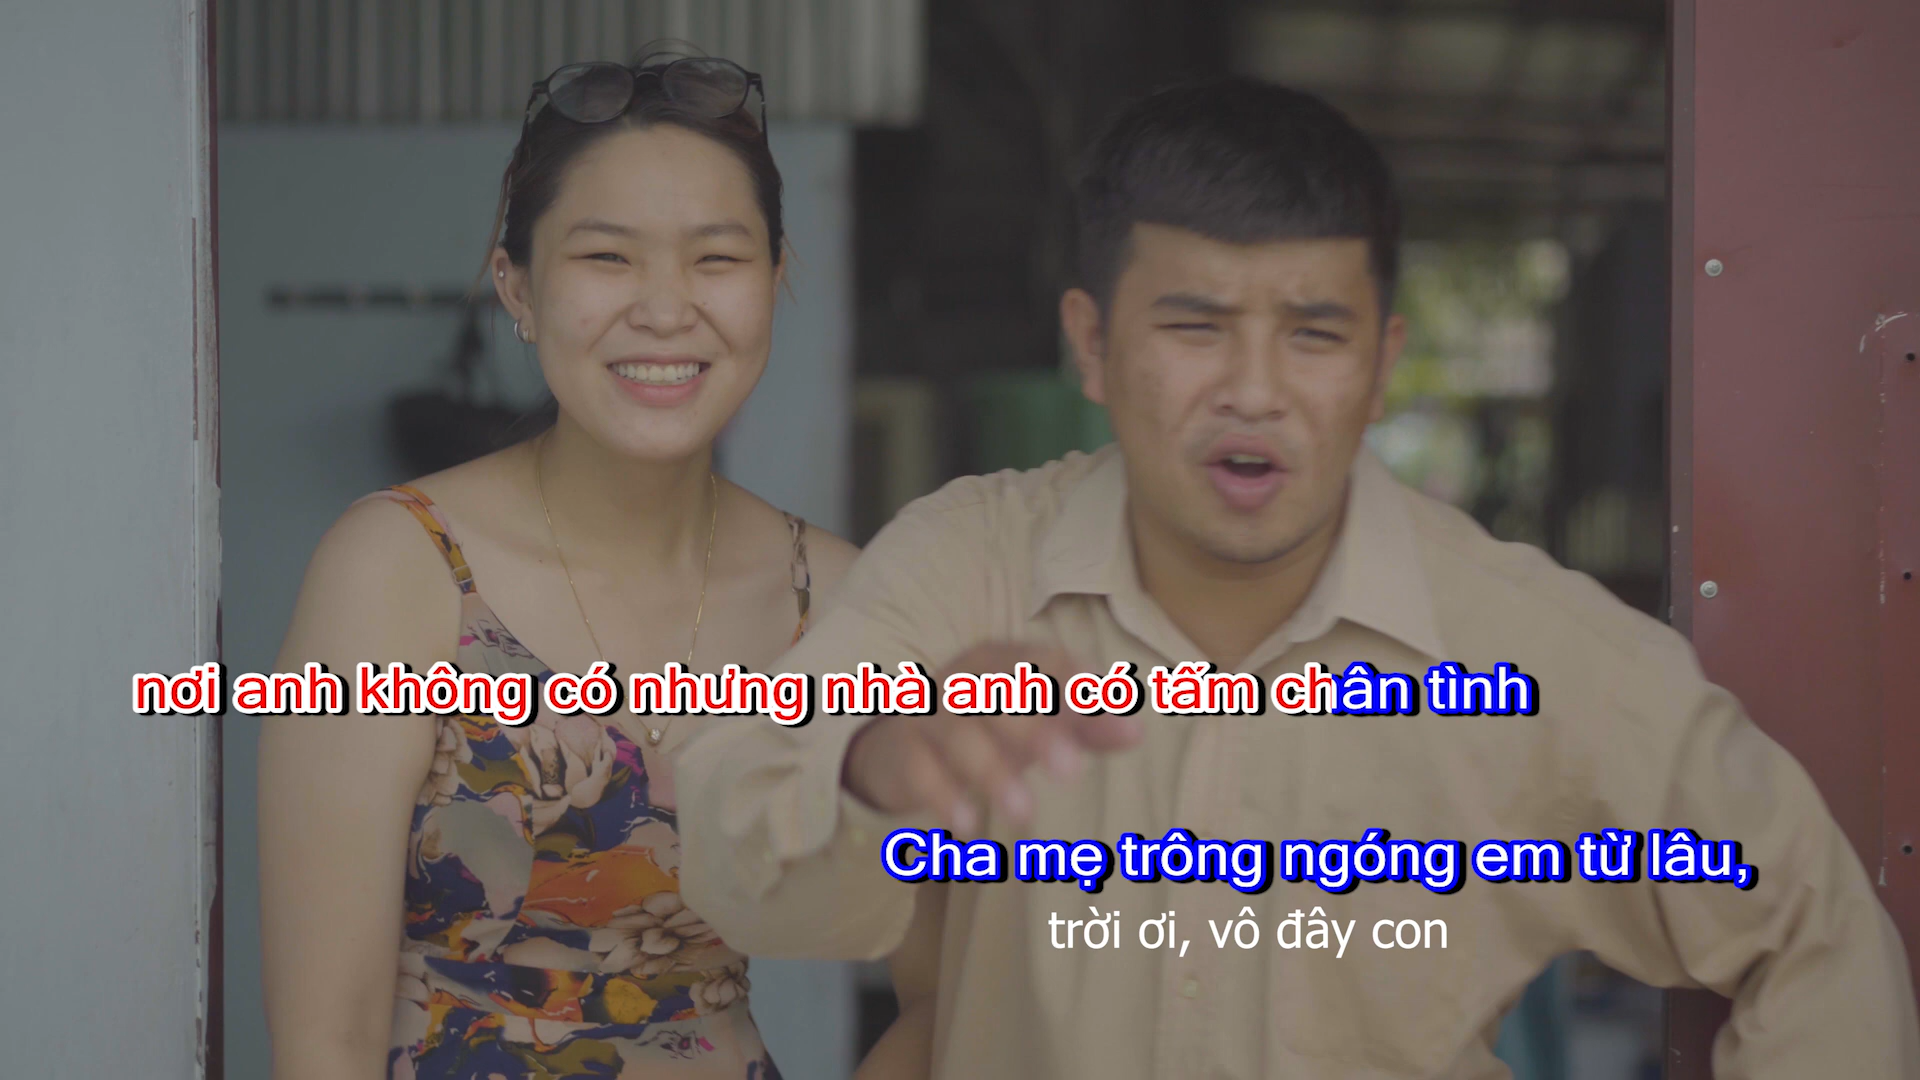 nơi anh không có nhưng nhà anh có tấm chân tình
Cha mẹ trông ngóng em từ lâu,
trời ơi, vô đây con